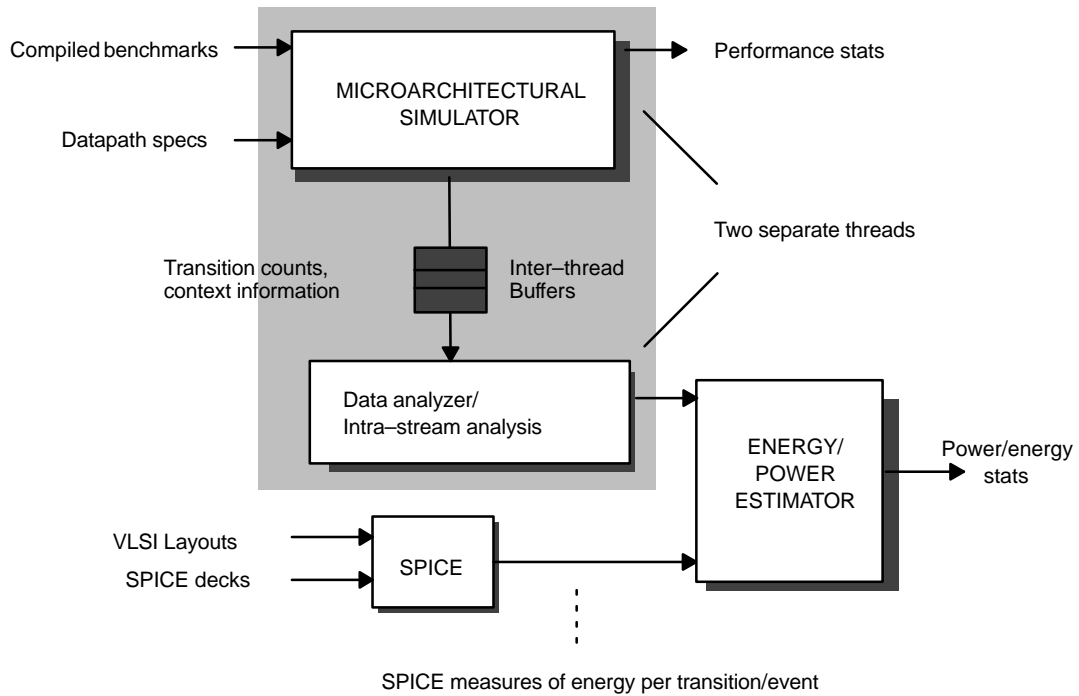 Compiled benchmarks
Performance stats
MICROARCHITECTURAL
SIMULATOR
Datapath specs
Two separate threads
Transition counts,
context information
Inter–thread
Buffers
Data analyzer/
Intra–stream analysis
ENERGY/
POWER
ESTIMATOR
Power/energy
stats
VLSI Layouts
SPICE decks
SPICE
SPICE measures of energy per transition/event